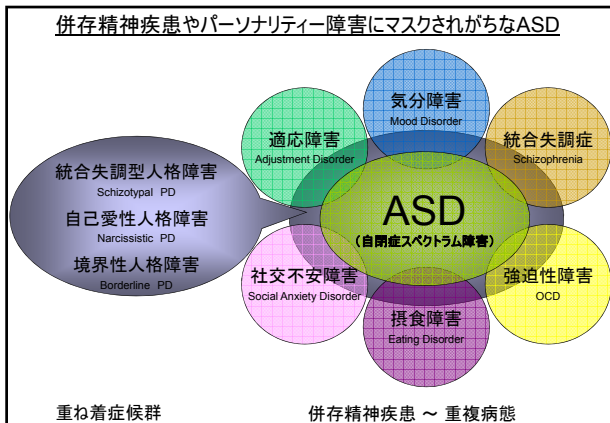 併存精神疾患やパーソナリティー障害にマスクされがちなASD
気分障害
Mood Disorder
適応障害
Adjustment Disorder
統合失調症
Schizophrenia
統合失調型人格障害
Schizotypal PD
自己愛性人格障害
Narcissistic PD
境界性人格障害
Borderline PD
ASD
(自閉症スペクトラム障害)
社交不安障害
Social Anxiety Disorder
強迫性障害
OCD
摂食障害
Eating Disorder
重ね着症候群
併存精神疾患 ~ 重複病態